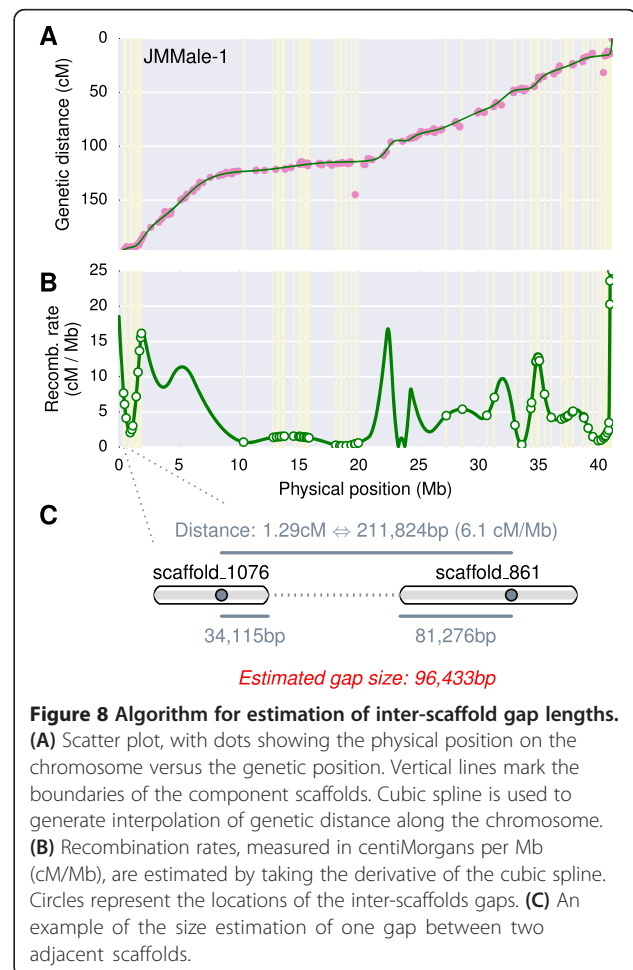 A
JMMale-1
Genetic distance (cM)
0
50
100
150
B
Recomb. rate
(cM / Mb)
25
20
15
10
5
0
0 5 10 15 20 25 30 35 40
Physical position (Mb)
C
Distance: 1.29cM ⇔ 211,824bp (6.1 cM/Mb)
scaffold_1076 scaffold_861
34,115bp 81,276bp
Estimated gap size: 96,433bp
Figure 8 Algorithm for estimation of inter-scaffold gap lengths.
(A) Scatter plot, with dots showing the physical position on the
chromosome versus the genetic position. Vertical lines mark the
boundaries of the component scaffolds. Cubic spline is used to
generate interpolation of genetic distance along the chromosome.
(B) Recombination rates, measured in centiMorgans per Mb
(cM/Mb), are estimated by taking the derivative of the cubic spline.
Circles represent the locations of the inter-scaffolds gaps. (C) An
example of the size estimation of one gap between two
adjacent scaffolds.